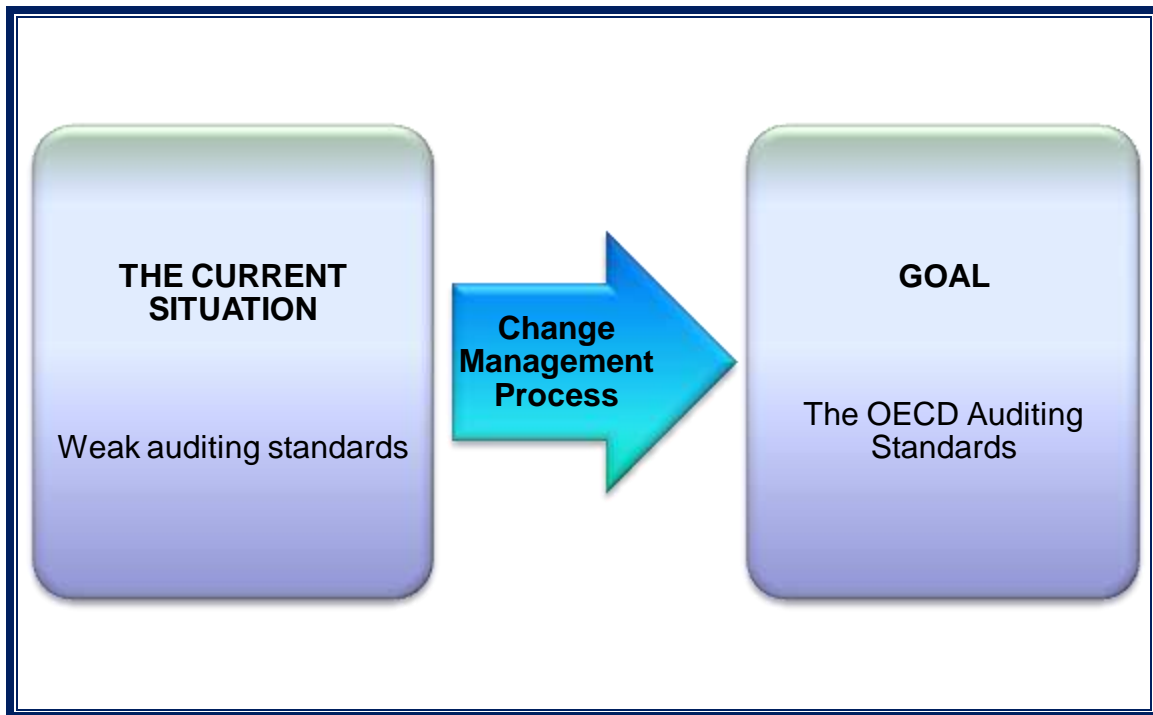 THE CURRENT
SITUATION
Weak auditing standards
Change
Management
Process
GOAL
The OECD Auditing
Standards